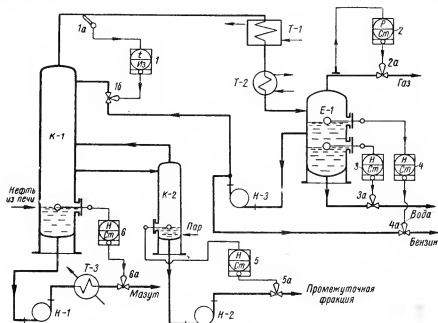 1а
t
Из
1
Т-1
Р
Ст
2
2а
Газ
Т-2
1б
Е-1
К-1
К-2
Н
Ст
3
Н
Ст
4
Н-3
3а
Вода
4а
Бензин
Нефть
из печи
Пар
Н
Ст
6
Н
Ст
5
Т-3
6а
Мазут
5а
Промежуточная
фракция
Н-1
Н-2